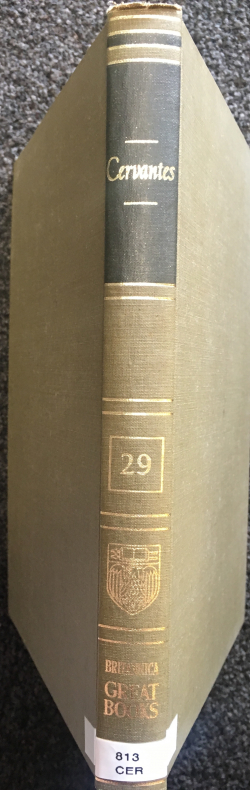 Cervantes
29
BRITANNICA
GREAT
BOOKS
813
CER